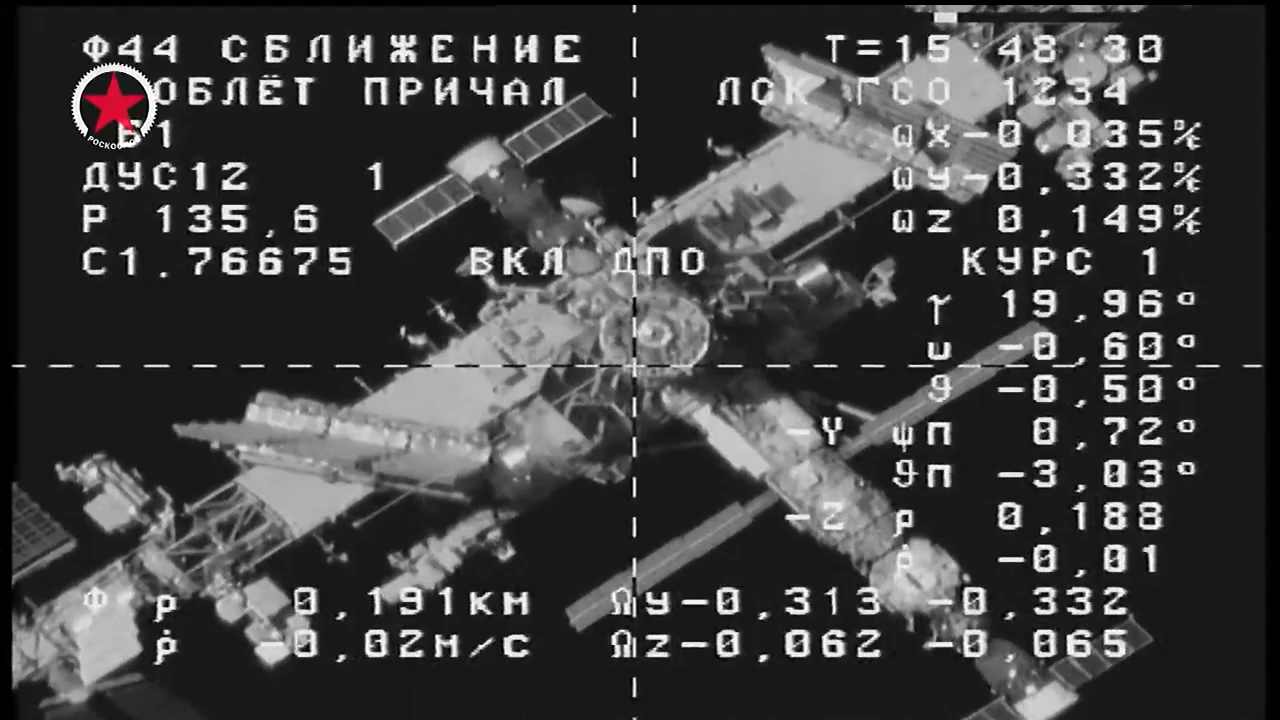 Ф44 СБЛИЖЕНИЕ T=15:48:30
ОБЛЁТ ПРИЧАЛ ЛСК ГСО 1234
Б1 ωX-0 035%
ДУС12 1 ωY-0,332%
P 135,6 ωZ 0,149%
C1.76675 ВКЛ ДПО КУРС 1
γ 19,96°
ш -0,60°
ϑ -0,50°
-Y ψП 0,72°
ϑП -3,03°
-Z ρ 0,188
ρ̇ -0,01
Ф ρ 0,191км Ωy-0,313 -0,332
ρ̇ -0,02м/с Ωz-0,062 -0,065